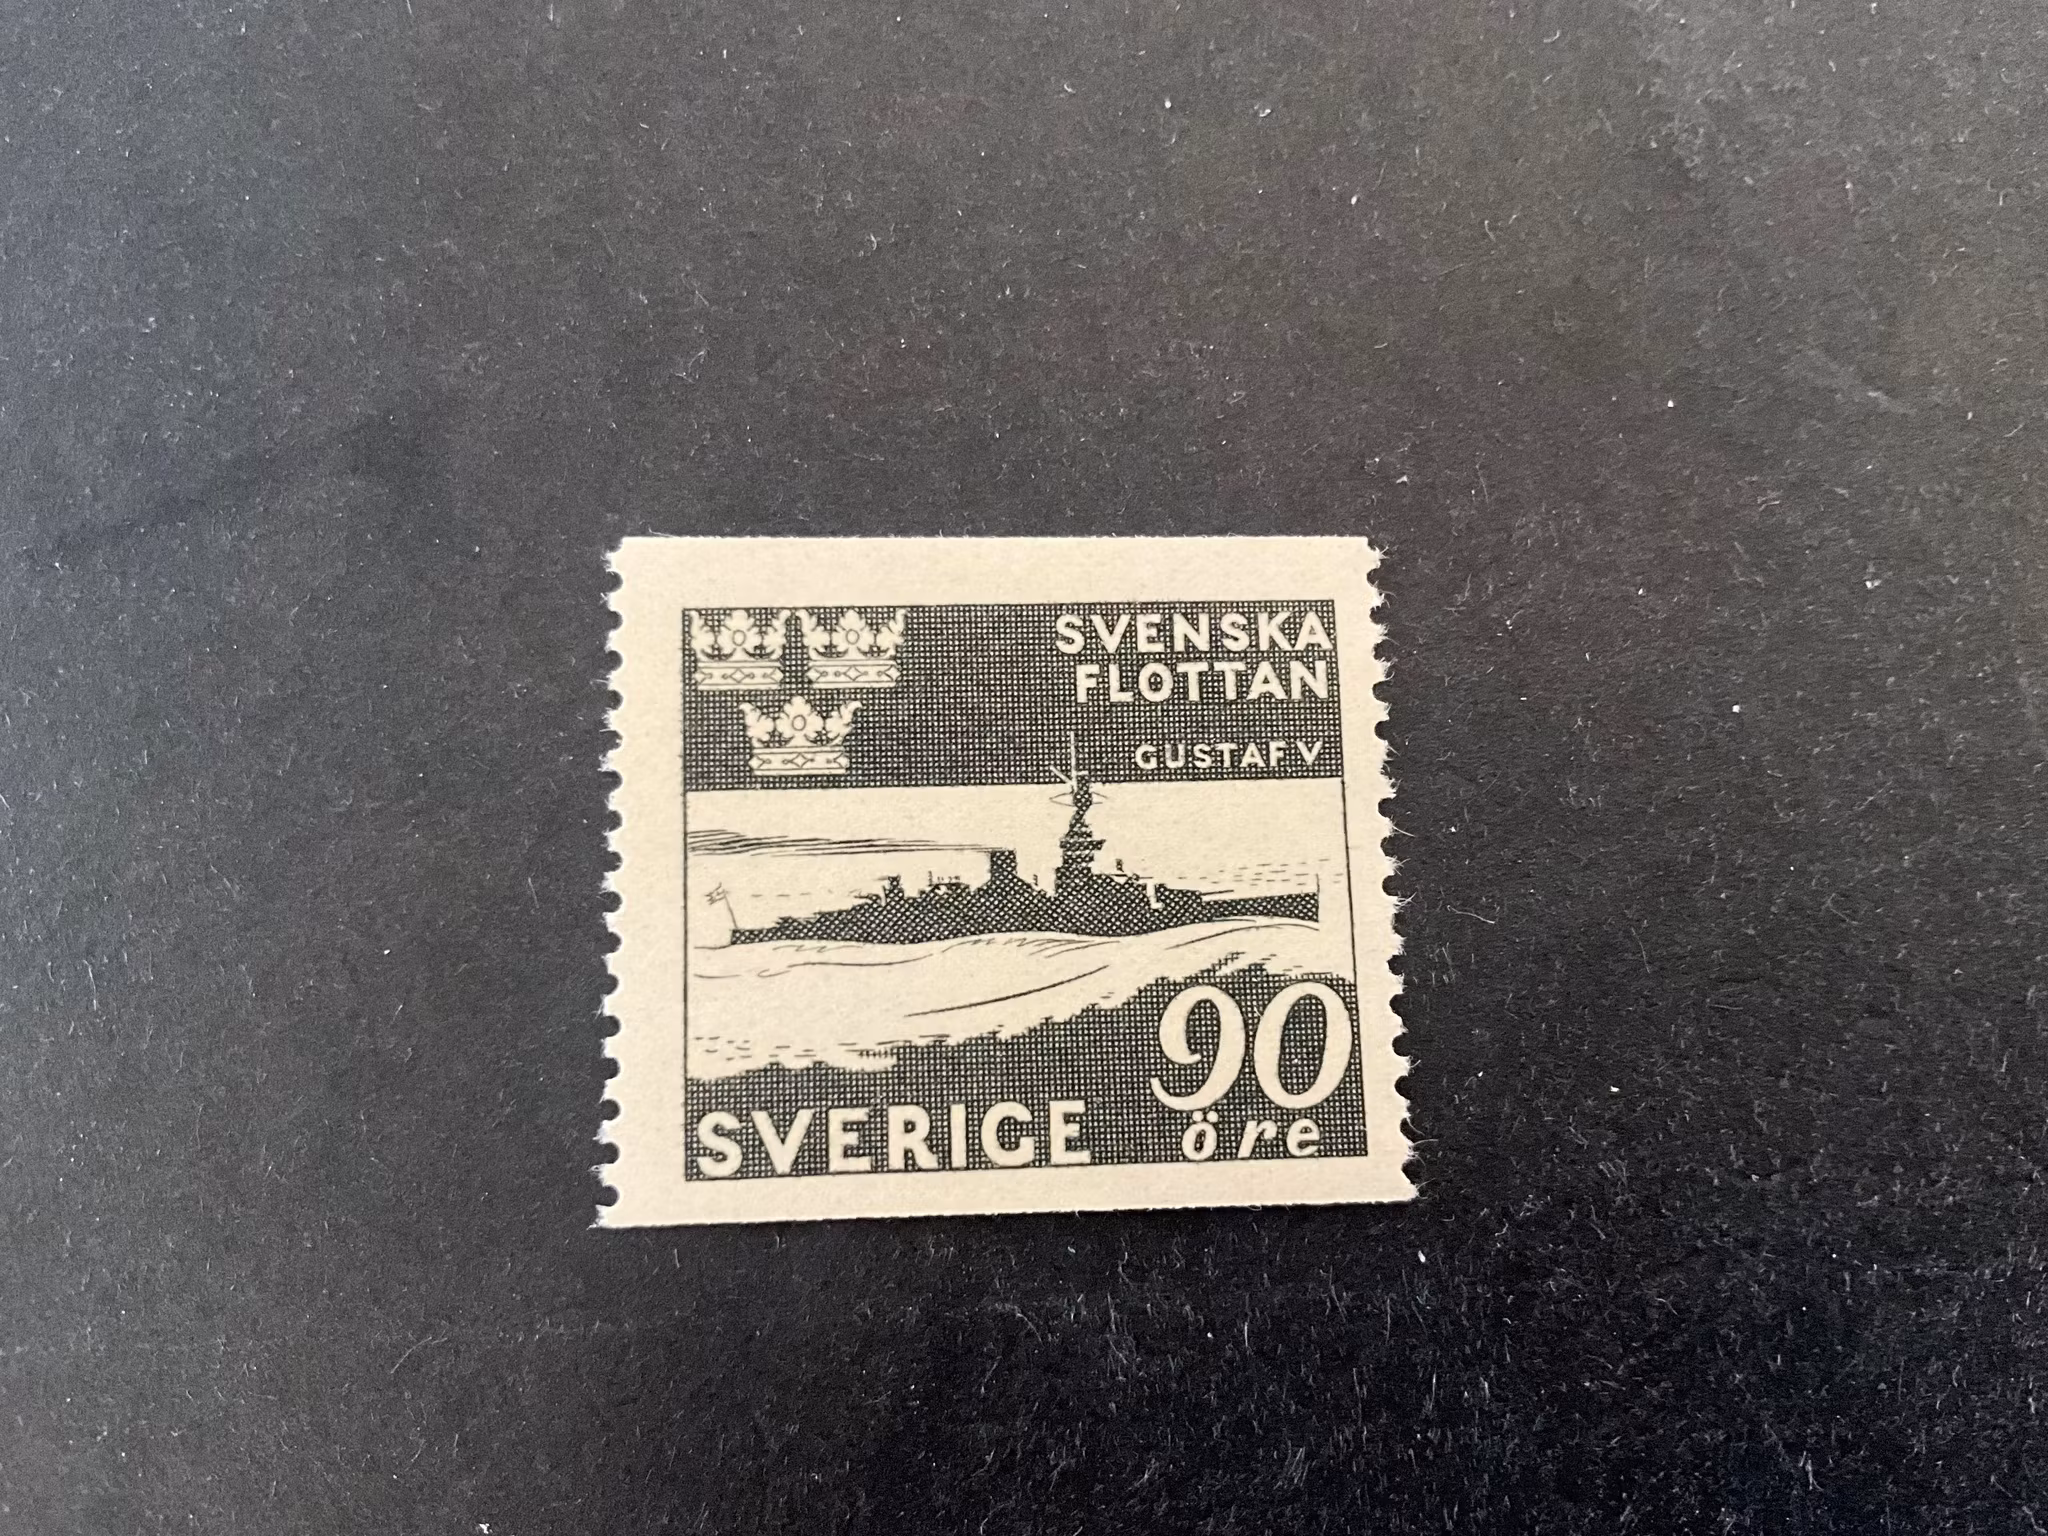 SVENSKA
FLOTTAN
GUSTAF V
90
SVERIGE öre